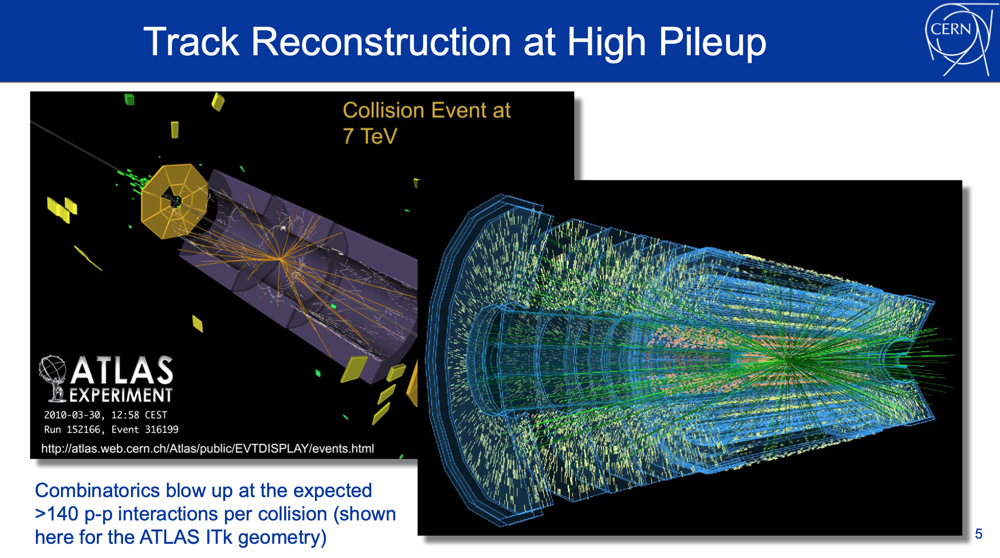 Track Reconstruction at High Pileup
CERN
Collision Event at
7 TeV
ATLAS
EXPERIMENT
2010-03-30, 12:58 CEST
Run 152166, Event 316199
http://atlas.web.cern.ch/Atlas/public/EVTDISPLAY/events.html
Combinatorics blow up at the expected
>140 p-p interactions per collision (shown
here for the ATLAS ITk geometry)
5